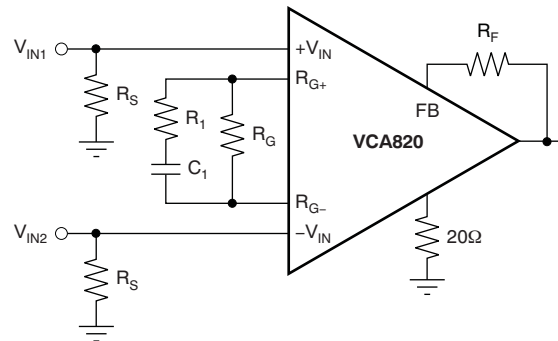 V_IN1
+V_IN
R_F
R_S
R_G+
R_1
R_G
FB
VCA820
C_1
R_G−
V_IN2
−V_IN
20Ω
R_S